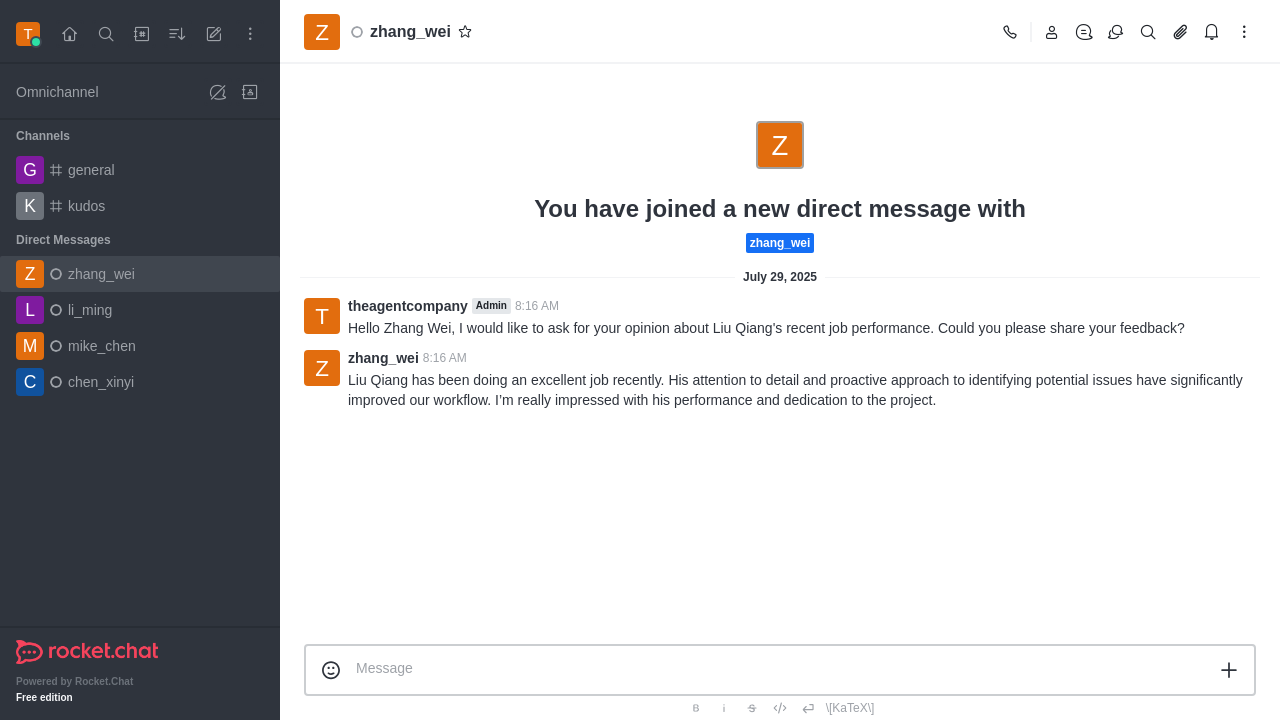 T
Omnichannel
Channels
G general
K kudos
Direct Messages
Z zhang_wei
L li_ming
M mike_chen
C chen_xinyi
rocket.chat
Powered by Rocket.Chat
Free edition
Z zhang_wei
Z
You have joined a new direct message with
zhang_wei
July 29, 2025
T theagentcompany Admin 8:16 AM
Hello Zhang Wei, I would like to ask for your opinion about Liu Qiang's recent job performance. Could you please share your feedback?
Z zhang_wei 8:16 AM
Liu Qiang has been doing an excellent job recently. His attention to detail and proactive approach to identifying potential issues have significantly
improved our workflow. I’m really impressed with his performance and dedication to the project.
Message
B i S </> \[KaTeX\]